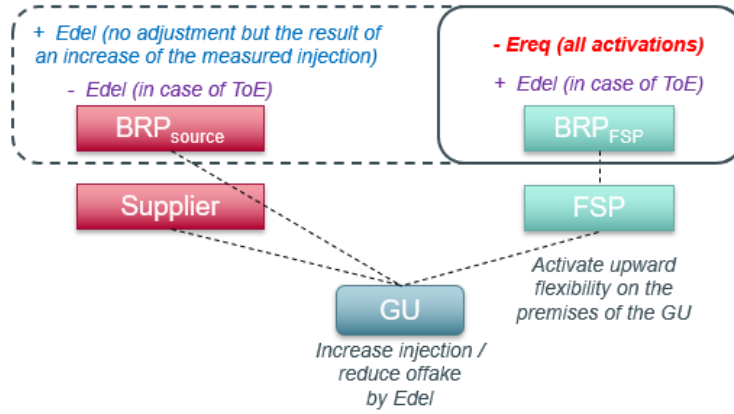 + Edel (no adjustment but the result of
an increase of the measured injection)
- Edel (in case of ToE)
- Ereq (all activations)
+ Edel (in case of ToE)
BRPsource
BRPFSP
Supplier
FSP
Activate upward
flexibility on the
premises of the GU
GU
Increase injection /
reduce offake
by Edel